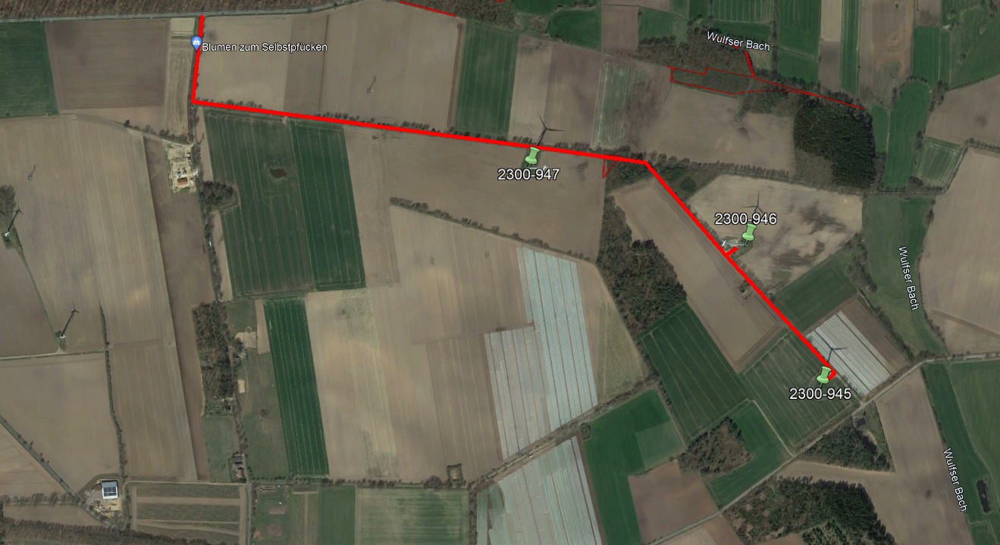 Wulfser Bach
Blumen zum Selbstpfücken
2300-947
2300-946
Wulfser Bach
2300-945
Wulfser Bach